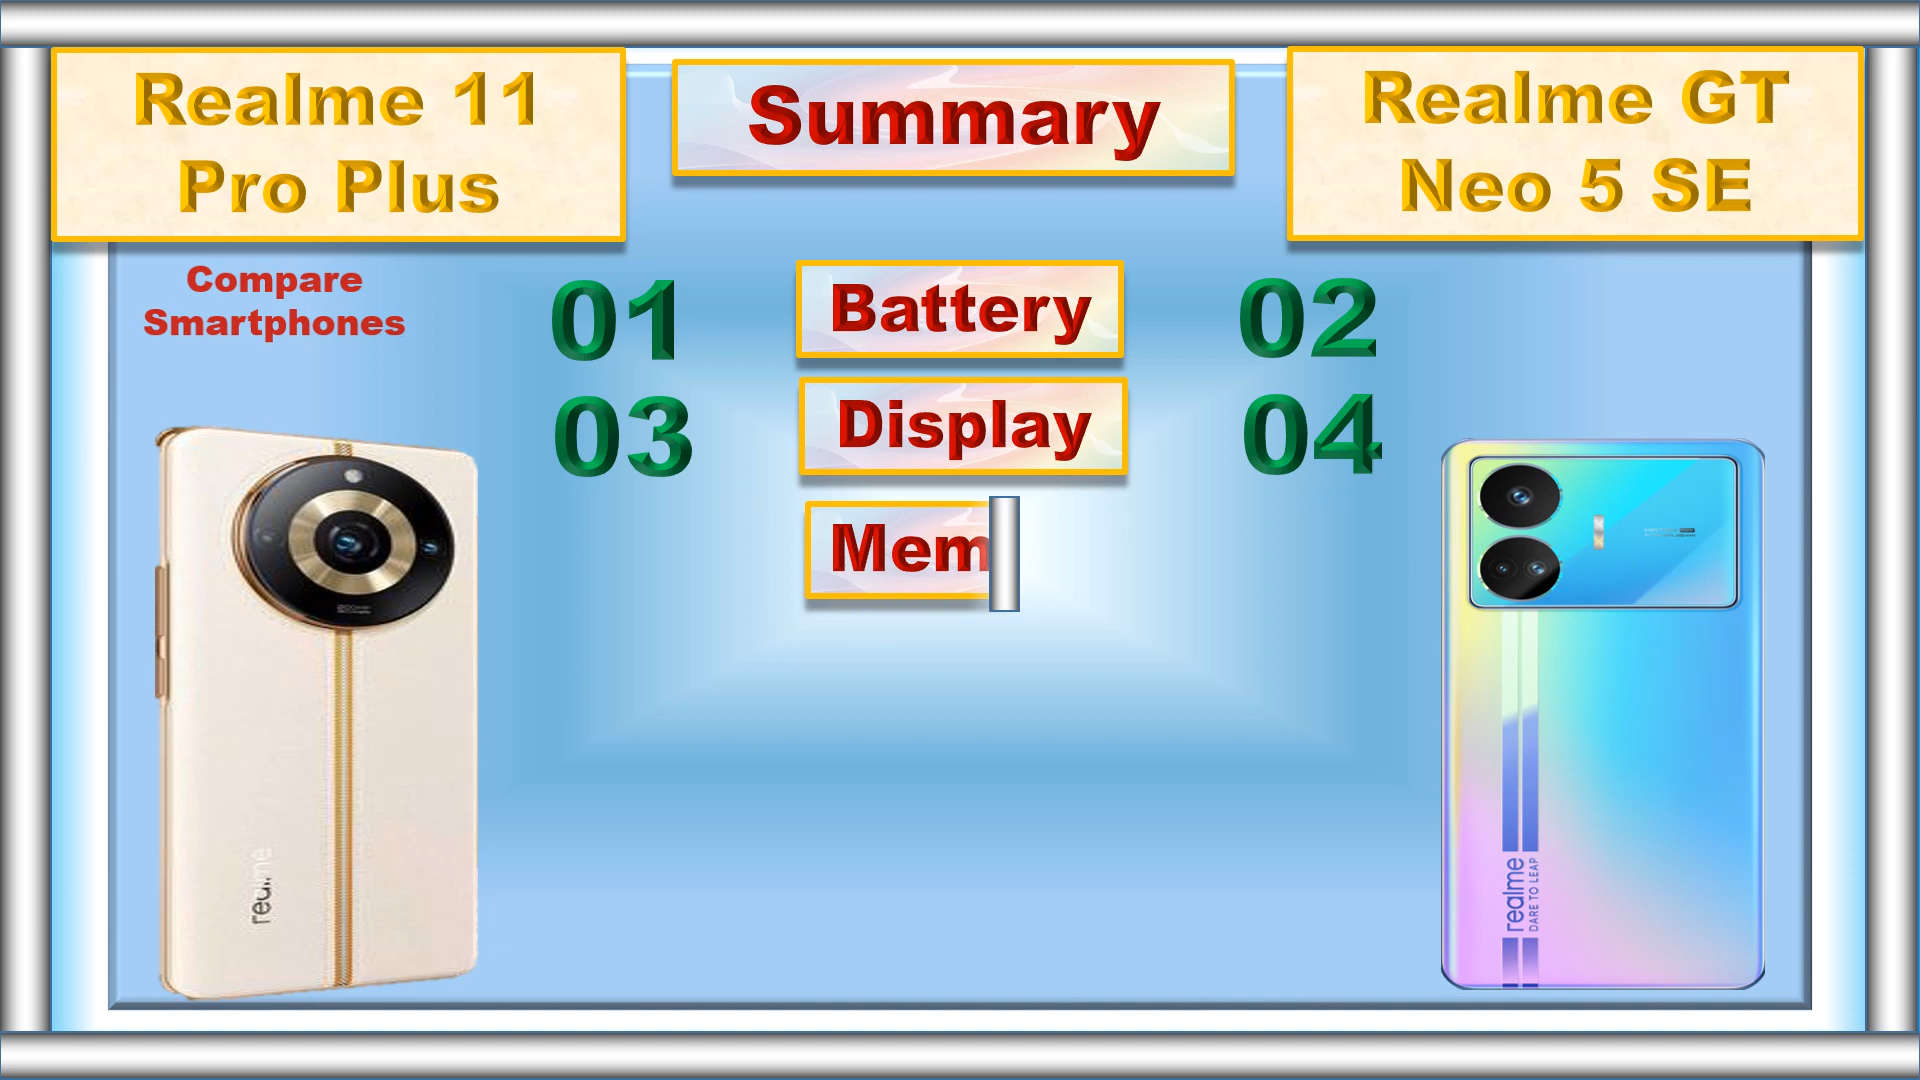 Realme 11
Pro Plus
Summary
Realme GT
Neo 5 SE
Compare
Smartphones
01
Battery
02
03
Display
04
Mem
realme
realme
DARE TO LEAP